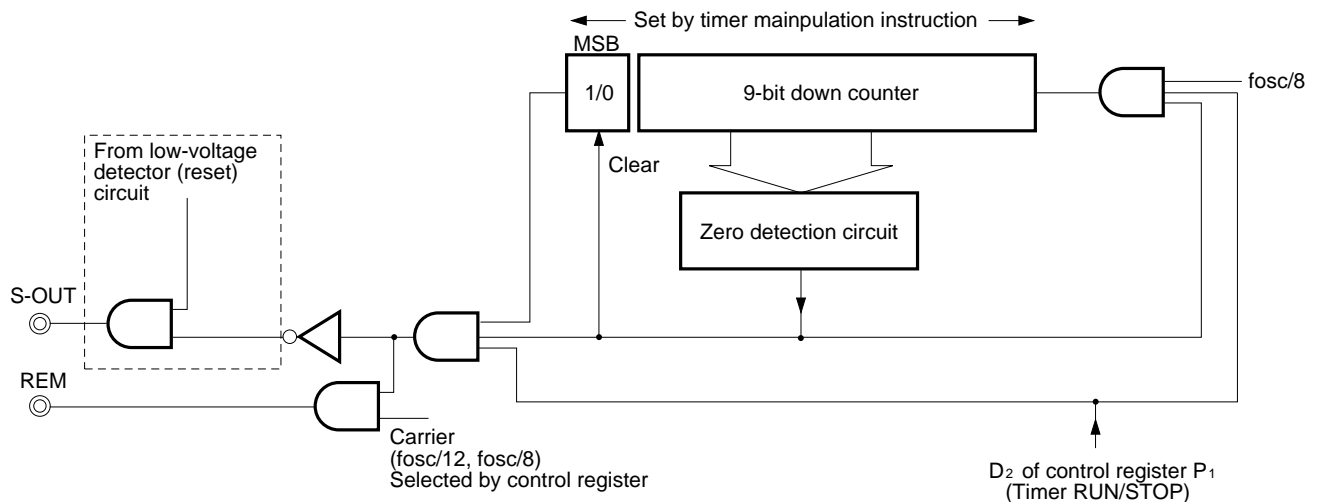 Set by timer mainpulation instruction
MSB
1/0
9-bit down counter
fosc/8
From low-voltage
detector (reset)
circuit
Clear
Zero detection circuit
S-OUT
REM
Carrier
(fosc/12, fosc/8)
Selected by control register
D2 of control register P1
(Timer RUN/STOP)